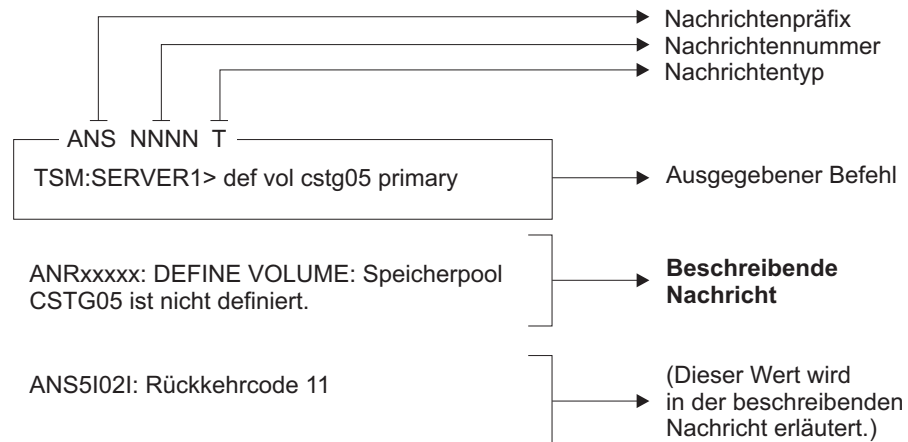 Nachrichtenpräfix
Nachrichtennummer
Nachrichtentyp
ANS NNNN T
TSM:SERVER1> def vol cstg05 primary
Ausgegebener Befehl
ANRxxxxx: DEFINE VOLUME: Speicherpool
CSTG05 ist nicht definiert.
Beschreibende
Nachricht
ANS5I02I: Rückkehrcode 11
(Dieser Wert wird
in der beschreibenden
Nachricht erläutert.)